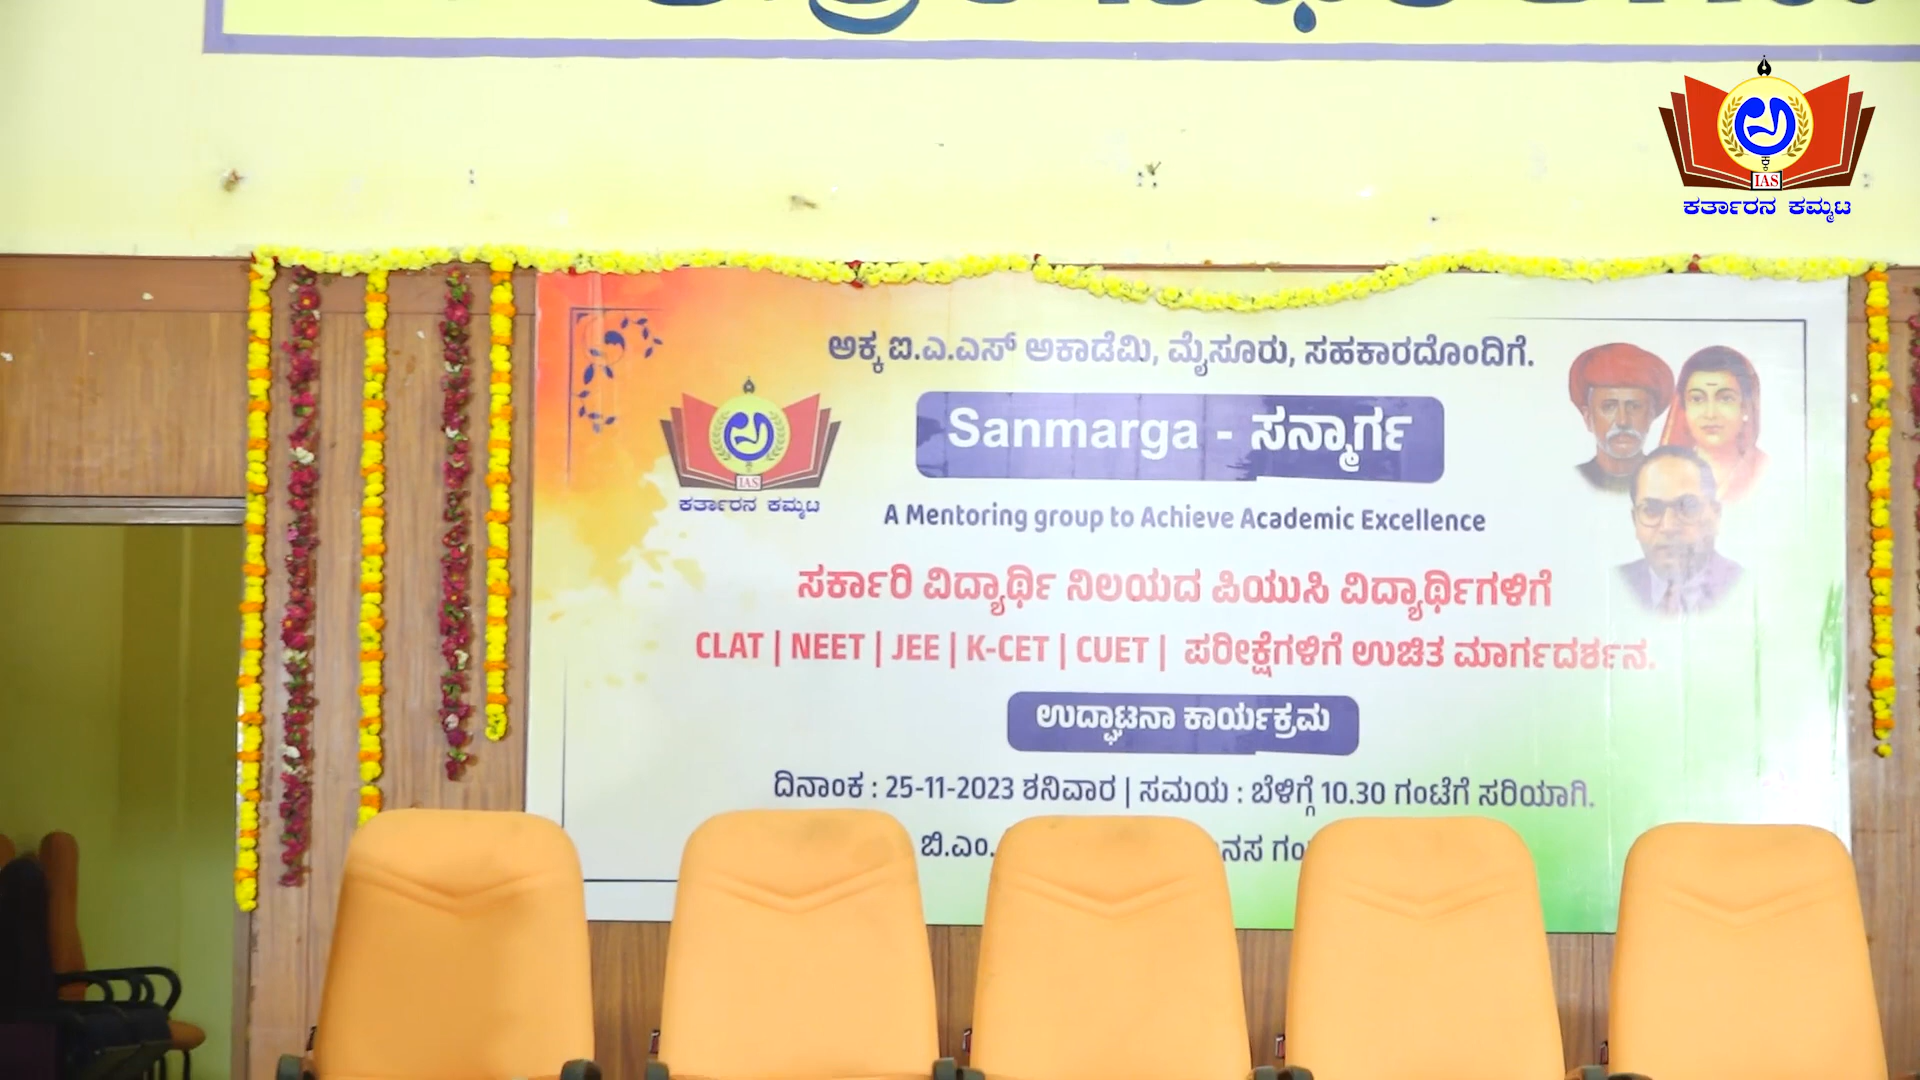 IAS
ಕರ್ತಾರನ ಕಮ್ಮಟ
ಅಕ್ಕ ಐ.ಎ.ಎಸ್ ಅಕಾಡೆಮಿ, ಮೈಸೂರು, ಸಹಕಾರದೊಂದಿಗೆ.
Sanmarga - ಸನ್ಮಾರ್ಗ
IAS
ಕರ್ತಾರನ ಕಮ್ಮಟ
A Mentoring group to Achieve Academic Excellence
ಸರ್ಕಾರಿ ವಿದ್ಯಾರ್ಥಿ ನಿಲಯದ ಪಿಯುಸಿ ವಿದ್ಯಾರ್ಥಿಗಳಿಗೆ
CLAT | NEET | JEE | K-CET | CUET | ಪರೀಕ್ಷೆಗಳಿಗೆ ಉಚಿತ ಮಾರ್ಗದರ್ಶನ.
ಉದ್ಘಾಟನಾ ಕಾರ್ಯಕ್ರಮ
ದಿನಾಂಕ : 25-11-2023 ಶನಿವಾರ | ಸಮಯ : ಬೆಳಿಗ್ಗೆ 10.30 ಗಂಟೆಗೆ ಸರಿಯಾಗಿ.
ಬಿ.ಎಂ.